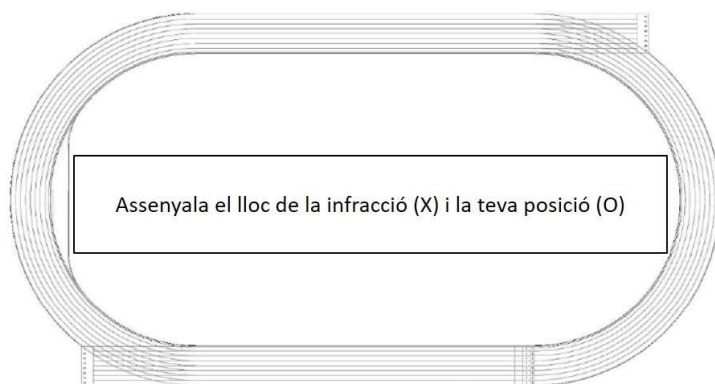 Assenyala el lloc de la infracció (X) i la teva posició (O)